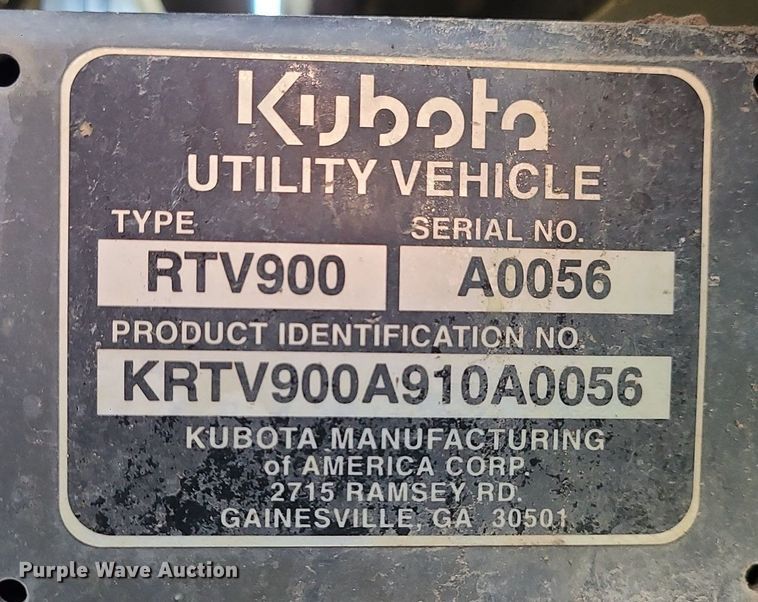 Kubota
UTILITY VEHICLE
TYPE SERIAL NO.
RTV900 A0056
PRODUCT IDENTIFICATION NO.
KRTV900A910A0056
KUBOTA MANUFACTURING
of AMERICA CORP.
2715 RAMSEY RD.
GAINESVILLE, GA 30501
Purple Wave Auction